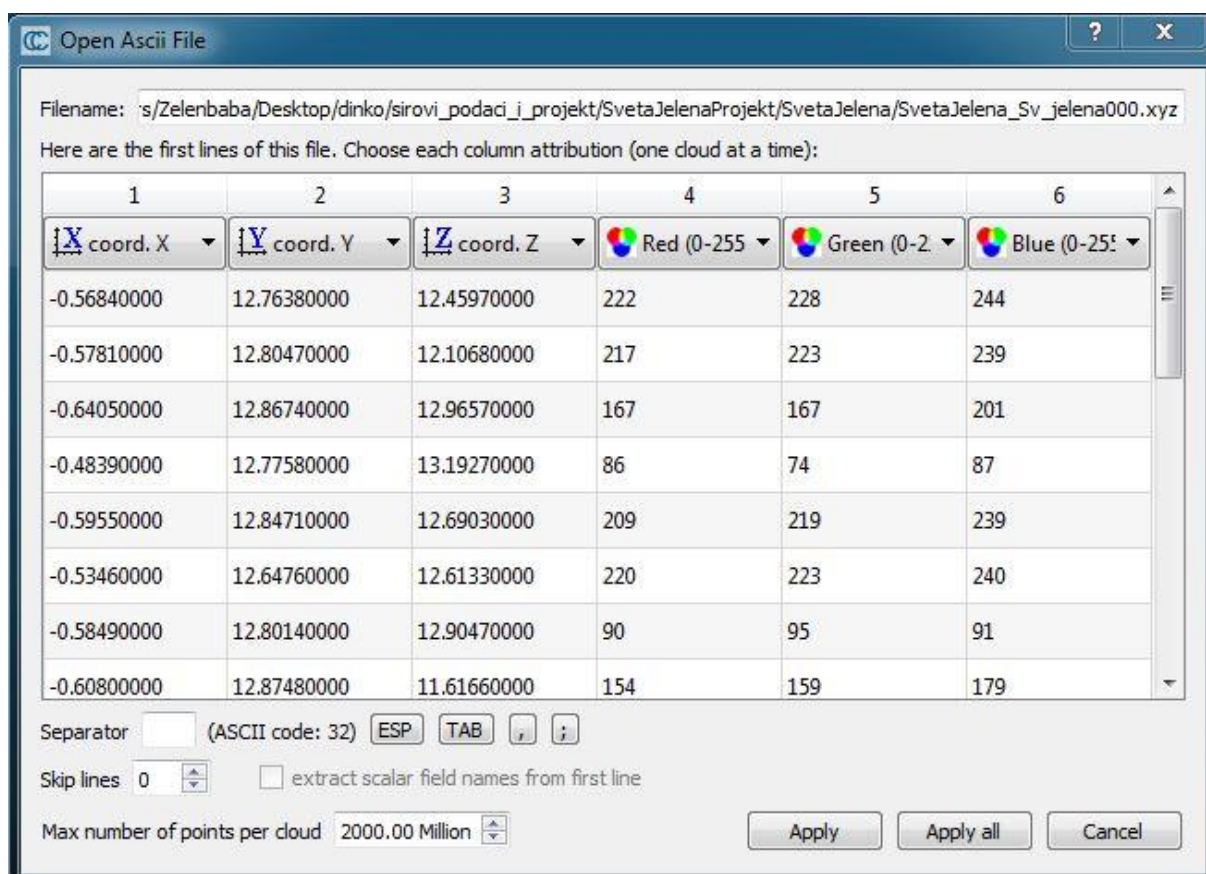 Open Ascii File
Filename: s/Zelenbaba/Desktop/dinko/sirovi_podaci_i_projekt/SvetaJelenaProjekt/SvetaJelena/SvetaJelena_Sv_jelena000.xyz
Here are the first lines of this file. Choose each column attribution (one cloud at a time):
1 2 3 4 5 6
X coord. X Y coord. Y Z coord. Z Red (0-255 Green (0-2 Blue (0-255
-0.56840000 12.76380000 12.45970000 222 228 244
-0.57810000 12.80470000 12.10680000 217 223 239
-0.64050000 12.86740000 12.96570000 167 167 201
-0.48390000 12.77580000 13.19270000 86 74 87
-0.59550000 12.84710000 12.69030000 209 219 239
-0.53460000 12.64760000 12.61330000 220 223 240
-0.58490000 12.80140000 12.90470000 90 95 91
-0.60800000 12.87480000 11.61660000 154 159 179
Separator (ASCII code: 32) ESP TAB , ;
Skip lines 0 extract scalar field names from first line
Max number of points per cloud 2000.00 Million Apply Apply all Cancel